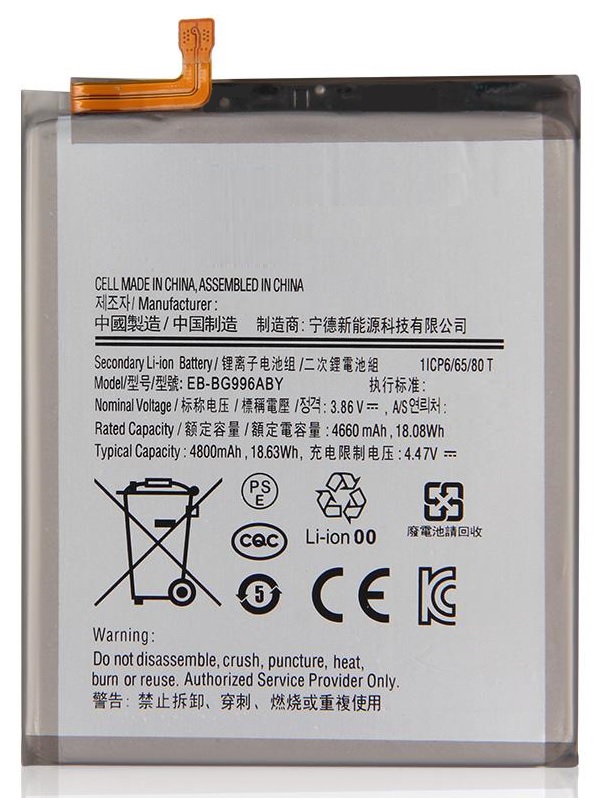 CELL MADE IN CHINA, ASSEMBLED IN CHINA
제조자/ Manufacturer :
中國製造/中国制造 制造商: 宁德新能源科技有限公司
Secondary Li-ion Battery / 锂离子电池组 /二次鋰電池組 1ICP6/65/80 T
Model/型号/型號/: EB-BG996ABY 执行标准:
Nominal Voltage / 标称电压 / 標稱電壓 /정격: 3.86V⎓, A/S연리처:
Rated Capacity / 额定容量 / 額定電容量 / 4660 mAh, 18.08Wh
Typical Capacity : 4800mAh, 18.63Wh, 充电限制电压 : 4.47V⎓
PS
E
CQC
Li-ion 00
廢電池請回收
5
CE
Warning:
Do not disassemble, crush, puncture, heat,
burn or reuse. Authorized Service Provider Only.
警告: 禁止拆卸、穿刺、燃烧或重複使用。